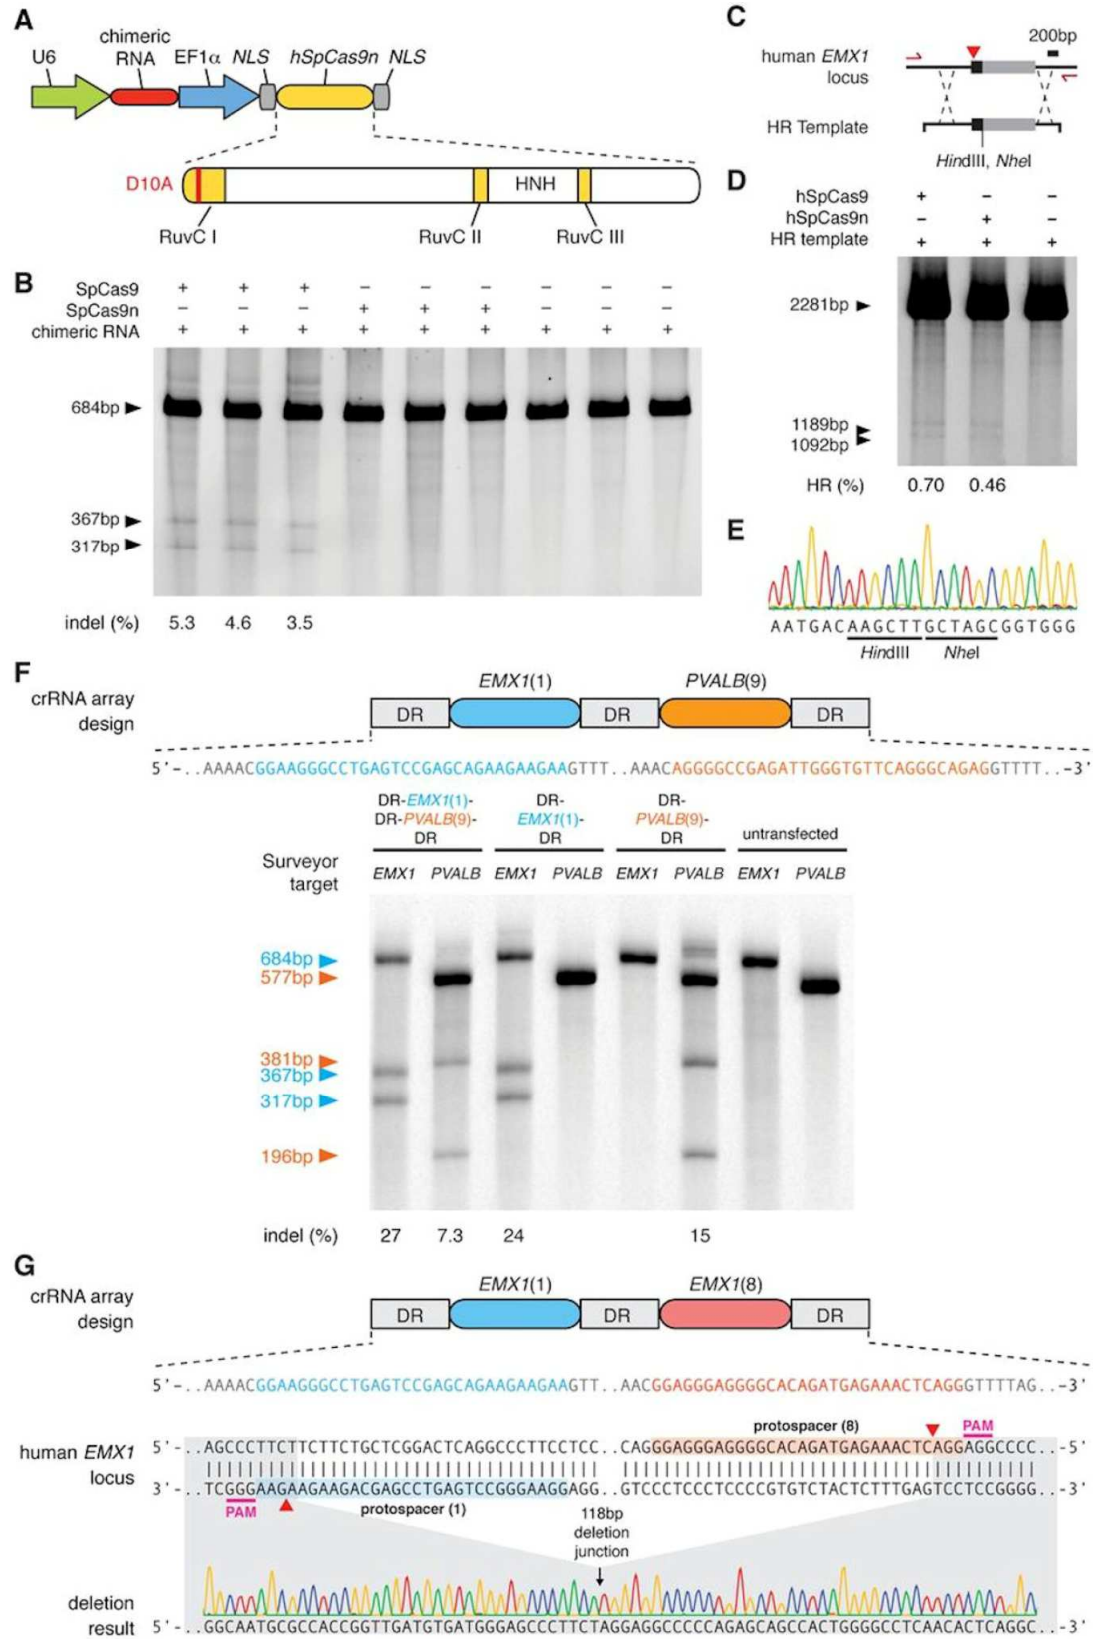 A
U6
chimeric
RNA
EF1α
NLS
hSpCas9n
NLS
D10A
HNH
RuvC I
RuvC II
RuvC III
B
SpCas9 + + + – – – – – –
SpCas9n – – – + + + – – –
chimeric RNA + + + + + + + + +
684bp
367bp
317bp
indel (%) 5.3 4.6 3.5
C
200bp
human EMX1
locus
HR Template
HindIII, NheI
D
hSpCas9 + – –
hSpCas9n – + –
HR template + + +
2281bp
1189bp
1092bp
HR (%) 0.70 0.46
E
AATGACAAGCTTGCTAGCGGTGGG
HindIII NheI
F
crRNA array
design
EMX1(1) PVALB(9)
DR DR DR
5'-..AAAACGGAAGGGCCTGAGTCCGAGCAGAAGAAGAAGTTT..AAACAGGGGCCGAGATTGGGTGTTCAGGGCAGAGGTTTT..-3'
DR-EMX1(1)-
DR-PVALB(9)-
DR
DR-
EMX1(1)-
DR
DR-
PVALB(9)-
DR
untransfected
Surveyor
target
EMX1 PVALB EMX1 PVALB EMX1 PVALB EMX1 PVALB
684bp
577bp
381bp
367bp
317bp
196bp
indel (%) 27 7.3 24 15
G
crRNA array
design
EMX1(1) EMX1(8)
DR DR DR
5'-..AAAACGGAAGGGCCTGAGTCCGAGCAGAAGAAGAAGTT..AACGGAGGGAGGGGCACAGATGAGAAACTCAGGGTTTTAG..-3'
protospacer (8)
PAM
human EMX1
locus
5'-..AGCCCTTCTTCTTCTGCTCGGACTCAGGCCCTTCCTCC..CAGGGAGGGAGGGGCACAGATGAGAAACTCAGGAGGCCCC..-5'
3'-..TCGGGAAGAAGAAGACGAGCCTGAGTCCGGGAAGGAGG..GTCCCTCCCTCCCCGTGTCTACTCTTTGAGTCCTCCGGGG..-3'
PAM
protospacer (1)
118bp
deletion
junction
deletion
result
5'-..GGCAATGCGCCACCGGTTGATGTGATGGGAGCCCTTCTAGGAGGCCCCCAGAGCAGCCACTGGGGCCTCAACACTCAGGC..-3'